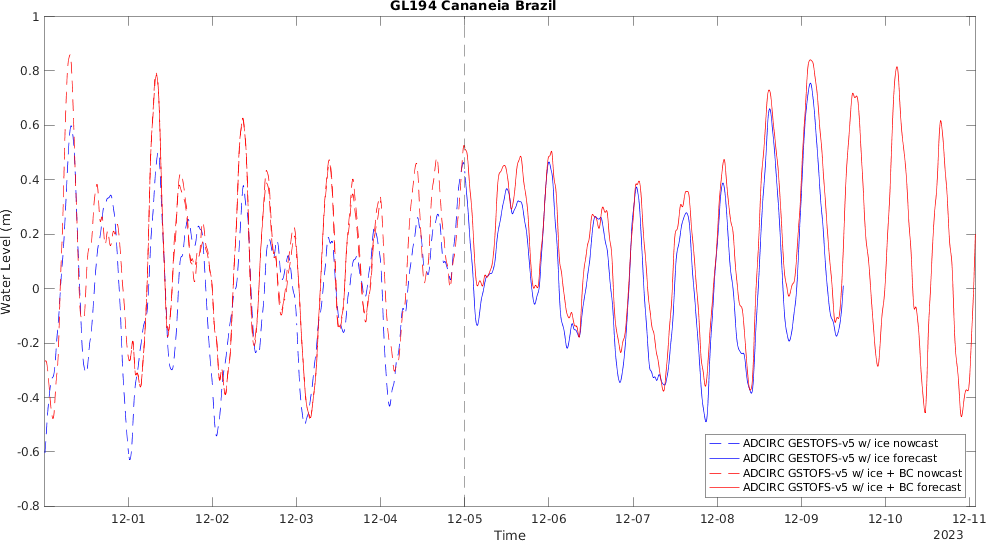 GL194 Cananeia Brazil
1
0.8
0.6
0.4
0.2
0
-0.2
-0.4
-0.6
-0.8
Water Level (m)
12-01 12-02 12-03 12-04 12-05 12-06 12-07 12-08 12-09 12-10 12-11
Time
2023
ADCIRC GESTOFS-v5 w/ ice nowcast
ADCIRC GESTOFS-v5 w/ ice forecast
ADCIRC GSTOFS-v5 w/ ice + BC nowcast
ADCIRC GSTOFS-v5 w/ ice + BC forecast